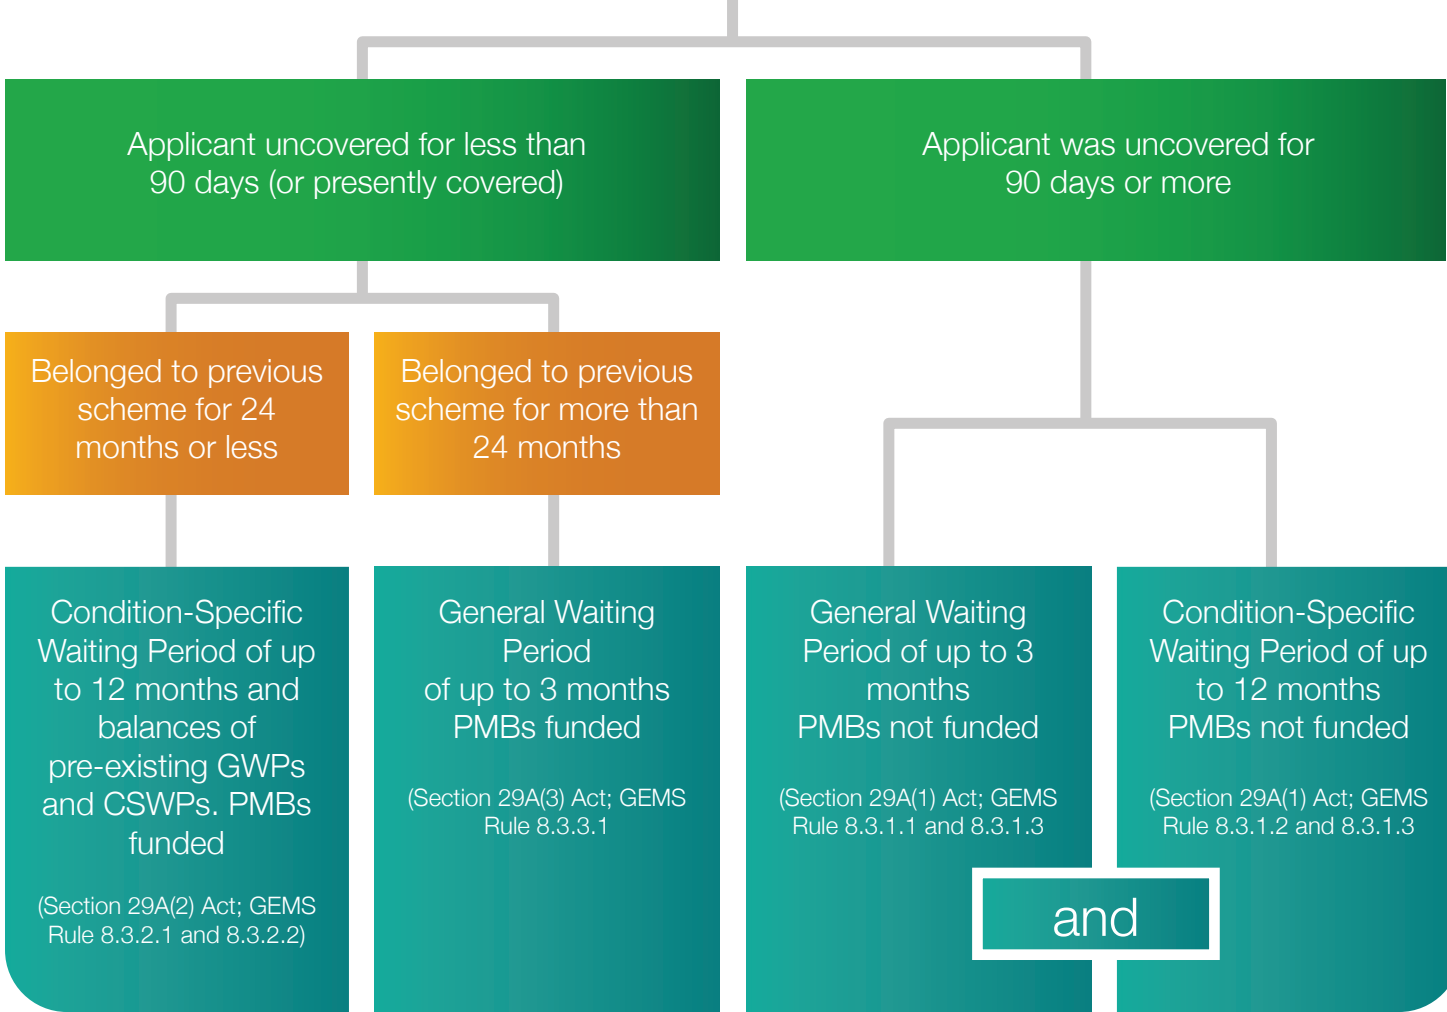 Applicant uncovered for less than
90 days (or presently covered)
Applicant was uncovered for
90 days or more
Belonged to previous
scheme for 24
months or less
Belonged to previous
scheme for more than
24 months
Condition-Specific
Waiting Period of up
to 12 months and
balances of
pre-existing GWPs
and CSWPs. PMBs
funded
(Section 29A(2) Act; GEMS
Rule 8.3.2.1 and 8.3.2.2)
General Waiting
Period
of up to 3 months
PMBs funded
(Section 29A(3) Act; GEMS
Rule 8.3.3.1
General Waiting
Period of up to 3
months
PMBs not funded
(Section 29A(1) Act; GEMS
Rule 8.3.1.1 and 8.3.1.3
and
Condition-Specific
Waiting Period of up
to 12 months
PMBs not funded
(Section 29A(1) Act; GEMS
Rule 8.3.1.2 and 8.3.1.3